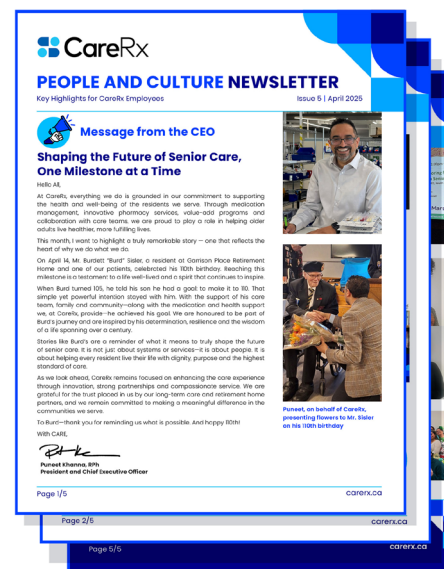 CareRx
PEOPLE AND CULTURE NEWSLETTER
Key Highlights for CareRx Employees
Issue 5 | April 2025
Message from the CEO
Shaping the Future of Senior Care,
One Milestone at a Time
Hello All,
At CareRx, everything we do is grounded in our commitment to supporting
the health and well-being of the residents we serve. Through medication
management, innovative pharmacy services, value-add programs and
collaboration with care teams, we are proud to play a role in helping older
adults live healthier, more fulfilling lives.
This month, I want to highlight a truly remarkable story — one that reflects the
heart of why we do what we do.
On April 14, Mr. Burdett "Burd" Sisler, a resident at Garrison Place Retirement
Home and one of our patients, celebrated his 110th birthday. Reaching this
milestone is a testament to a life well-lived and a spirit that continues to inspire.
When Burd turned 105, he told his son he had a goal: to make it to 110. That
simple yet powerful intention stayed with him. With the support of his care
team, family and community—along with the medication and health support
we, at CareRx, provide—he achieved his goal. We are honoured to be part of
Burd's journey and are inspired by his determination, resilience and the wisdom
of a life spanning over a century.
Stories like Burd's are a reminder of what it means to truly shape the future
of senior care. It is not just about systems or services—it is about people. It is
about helping every resident live their life with dignity, purpose and the highest
standard of care.
As we look ahead, CareRx remains focused on enhancing the care experience
through innovation, strong partnerships and compassionate service. We are
grateful for the trust placed in us by our long-term care and retirement home
partners, and we remain committed to making a meaningful difference in the
communities we serve.
To Burd—thank you for reminding us what is possible. And happy 110th!
With CARE,
Puneet Khanna, RPh
President and Chief Executive Officer
Puneet, on behalf of CareRx,
presenting flowers to Mr. Sisler
on his 110th birthday
Page 1/5
carerx.ca
Page 2/5
carerx.ca
Page 5/5
carerx.ca